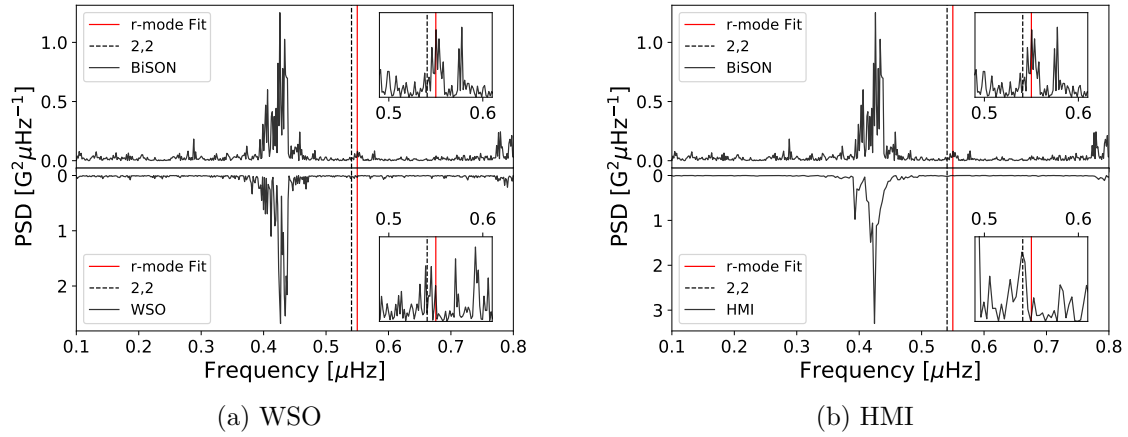 1.0
0.5
0.0
PSD [G²μHz⁻¹]
r-mode Fit
2,2
BiSON
0.5 0.6
0
1
2
0.5 0.6
r-mode Fit
2,2
WSO
0.1 0.2 0.3 0.4 0.5 0.6 0.7 0.8
Frequency [μHz]
(a) WSO
1.0
0.5
0.0
PSD [G²μHz⁻¹]
r-mode Fit
2,2
BiSON
0.5 0.6
0
1
2
3
0.5 0.6
r-mode Fit
2,2
HMI
0.1 0.2 0.3 0.4 0.5 0.6 0.7 0.8
Frequency [μHz]
(b) HMI